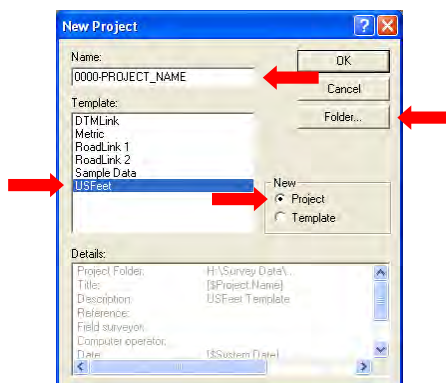 New Project
Name:
OK
0000-PROJECT_NAME
Cancel
Template:
Folder...
DTMLink
Metric
RoadLink 1
RoadLink 2
Sample Data
USFeet
New
Project
Template
Details:
Project Folder: H:\Survey Data\..
Title: [$Project Name]
Description: USFeet Template
Reference:
Field surveyor:
Computer operator:
Date: [$System Date]